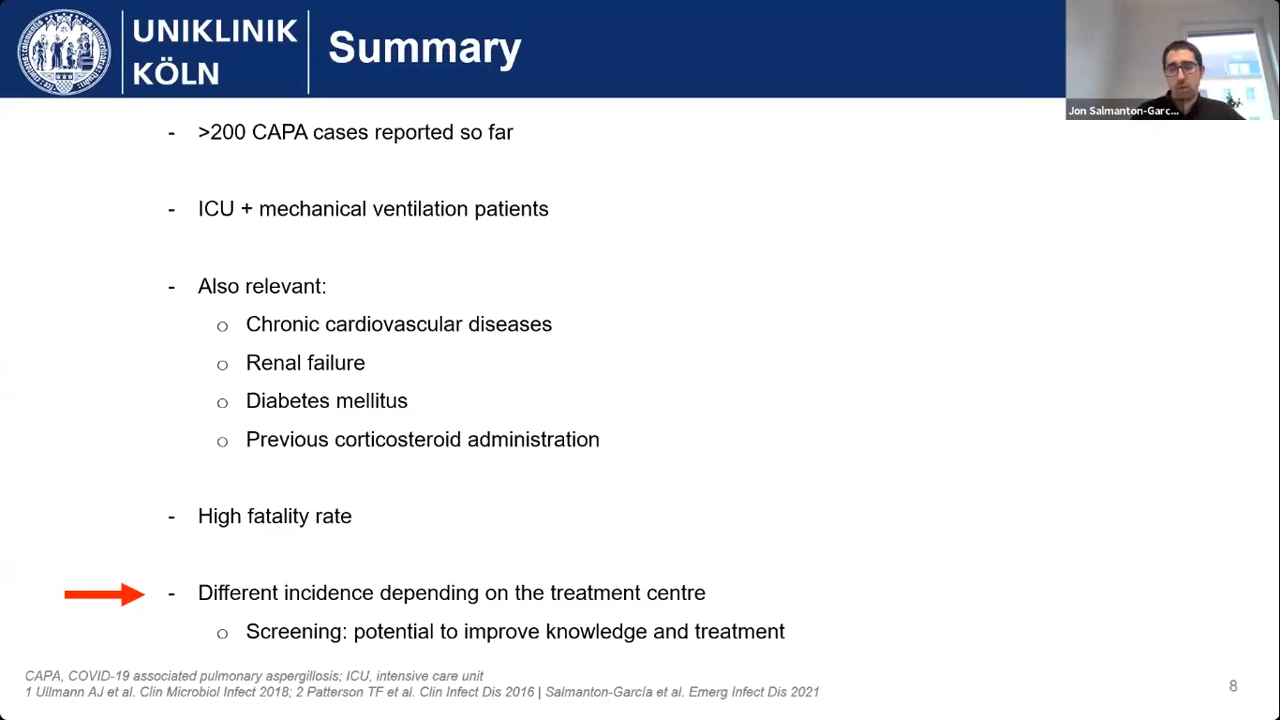 UNIKLINIK
KÖLN
Summary
Jon Salmanton-Garc...
- >200 CAPA cases reported so far
- ICU + mechanical ventilation patients
- Also relevant:
o Chronic cardiovascular diseases
o Renal failure
o Diabetes mellitus
o Previous corticosteroid administration
- High fatality rate
- Different incidence depending on the treatment centre
o Screening: potential to improve knowledge and treatment
CAPA, COVID-19 associated pulmonary aspergillosis; ICU, intensive care unit
1 Ullmann AJ et al. Clin Microbiol Infect 2018; 2 Patterson TF et al. Clin Infect Dis 2016 | Salmanton-García et al. Emerg Infect Dis 2021
8